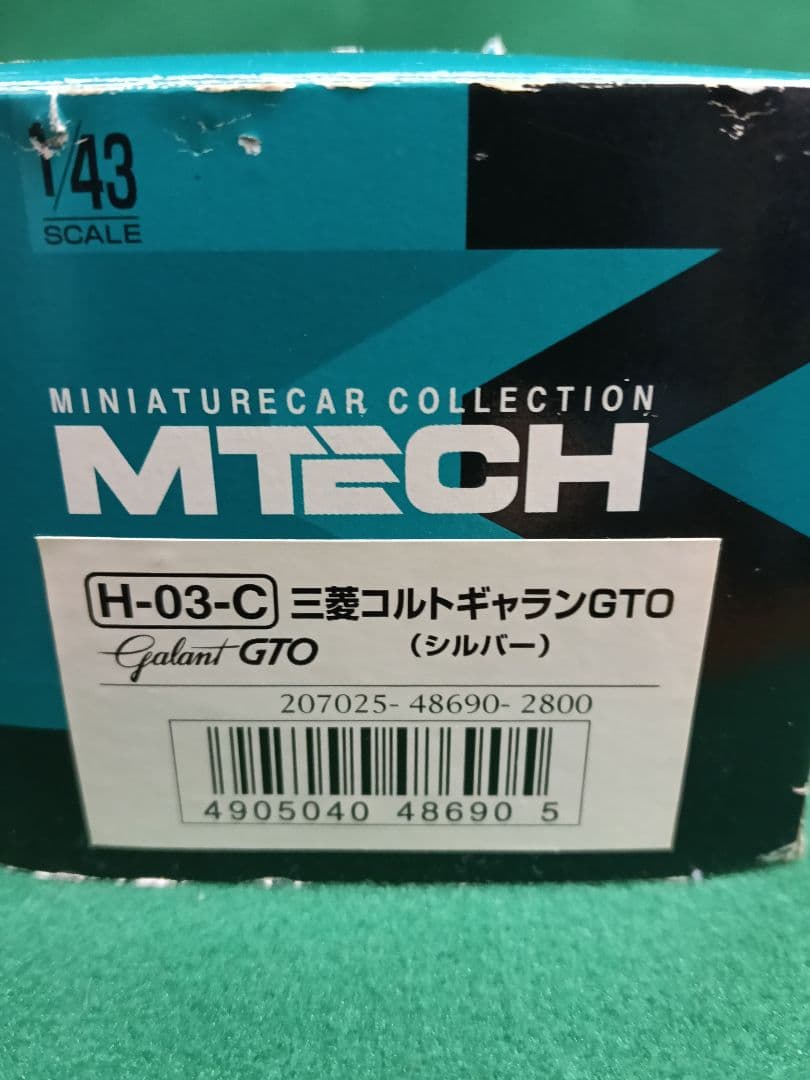 1/43
SCALE
MINIATURECAR COLLECTION
MTECH
H-03-C 三菱コルトギャランGTO
Galant GTO （シルバー）
207025- 48690- 2800
4905040 48690 5